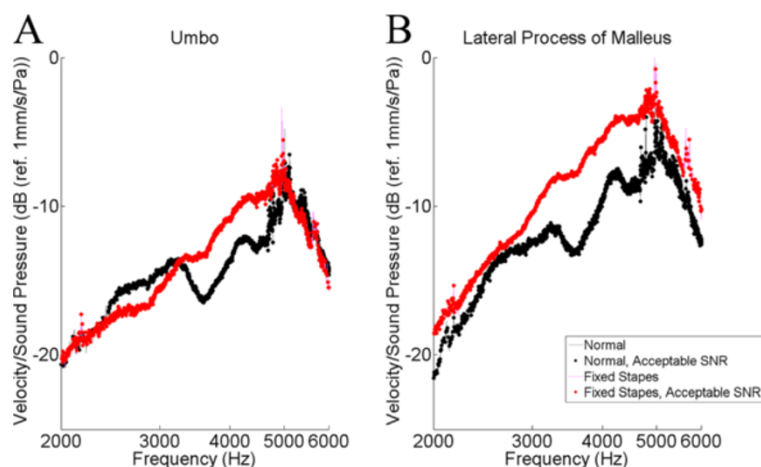 A
Umbo
Velocity/Sound Pressure (dB (ref. 1mm/s/Pa))
0
-10
-20
2000
3000
4000
5000
6000
Frequency (Hz)
B
Lateral Process of Malleus
Velocity/Sound Pressure (dB (ref. 1mm/s/Pa))
0
-10
-20
2000
3000
4000
5000
6000
Frequency (Hz)
Normal
Normal, Acceptable SNR
Fixed Stapes
Fixed Stapes, Acceptable SNR